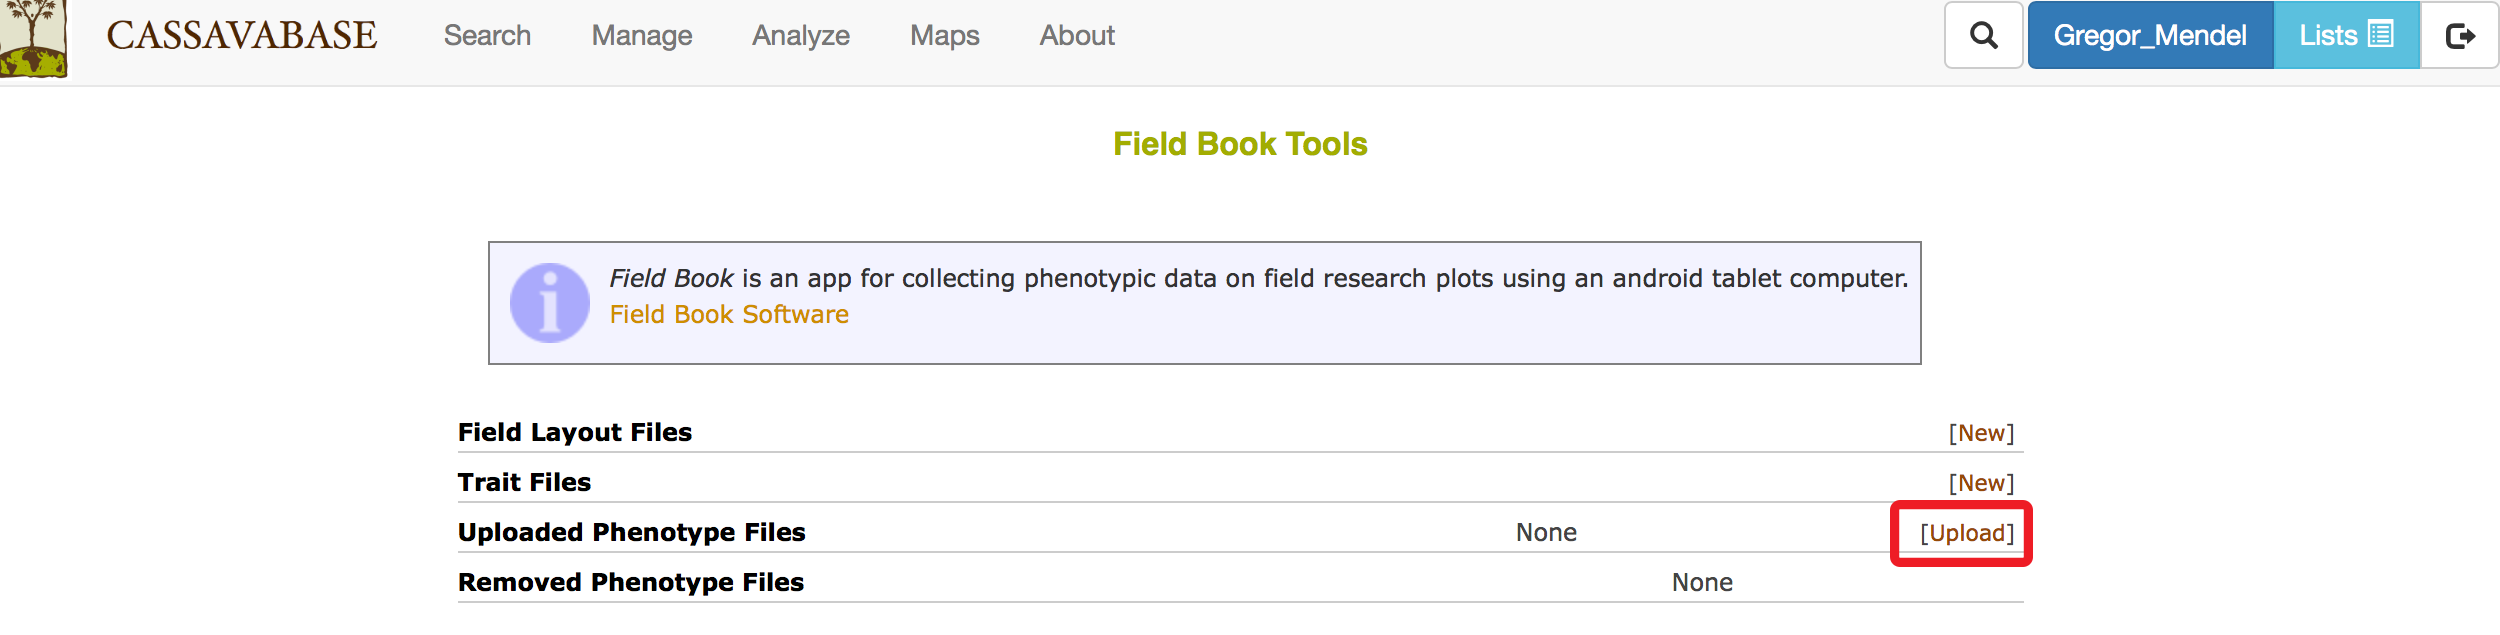 CASSAVABASE Search Manage Analyze Maps About Gregor_Mendel Lists
Field Book Tools
Field Book is an app for collecting phenotypic data on field research plots using an android tablet computer.
Field Book Software
Field Layout Files [New]
Trait Files [New]
Uploaded Phenotype Files None [Upload]
Removed Phenotype Files None